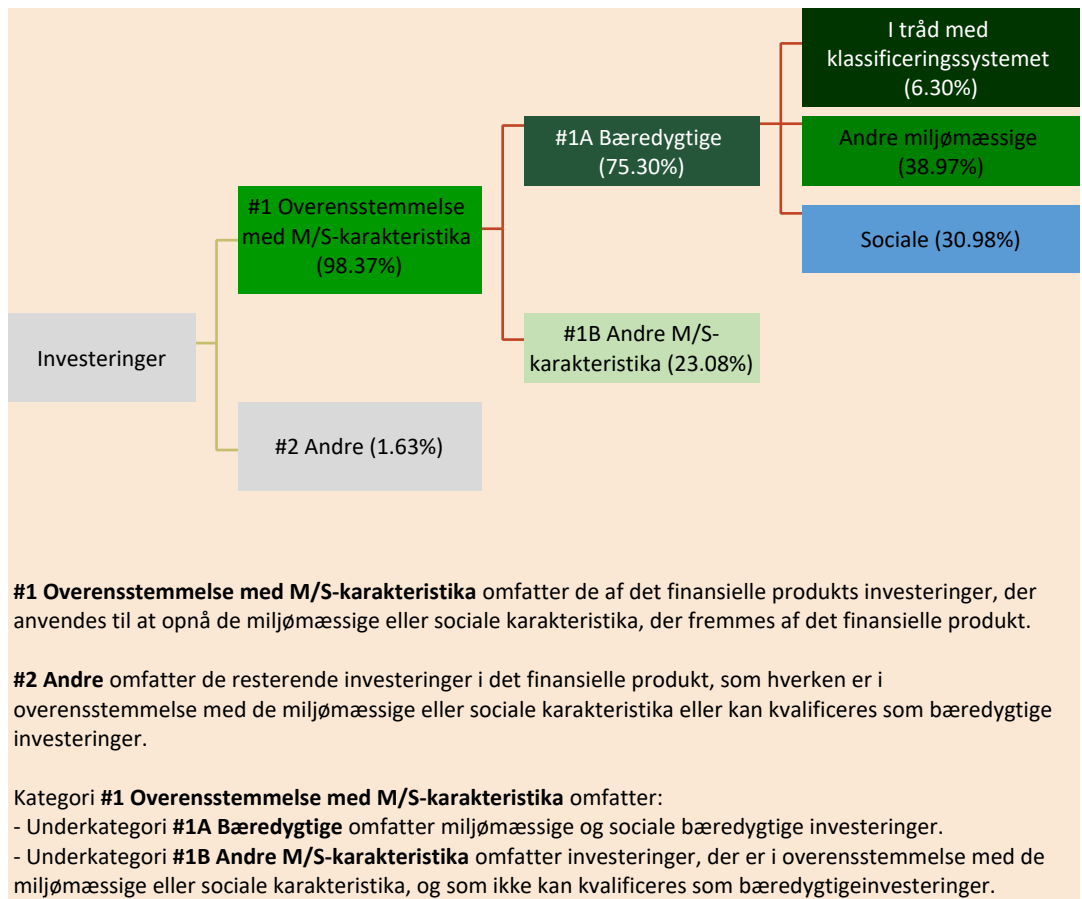 I tråd med
klassificeringssystemet
(6.30%)
#1A Bæredygtige
(75.30%)
Andre miljømæssige
(38.97%)
#1 Overensstemmelse
med M/S-karakteristika
(98.37%)
Sociale (30.98%)
Investeringer
#1B Andre M/S-
karakteristika (23.08%)
#2 Andre (1.63%)
#1 Overensstemmelse med M/S-karakteristika omfatter de af det finansielle produkts investeringer, der
anvendes til at opnå de miljømæssige eller sociale karakteristika, der fremmes af det finansielle produkt.
#2 Andre omfatter de resterende investeringer i det finansielle produkt, som hverken er i
overensstemmelse med de miljømæssige eller sociale karakteristika eller kan kvalificeres som bæredygtige
investeringer.
Kategori #1 Overensstemmelse med M/S-karakteristika omfatter:
- Underkategori #1A Bæredygtige omfatter miljømæssige og sociale bæredygtige investeringer.
- Underkategori #1B Andre M/S-karakteristika omfatter investeringer, der er i overensstemmelse med de
miljømæssige eller sociale karakteristika, og som ikke kan kvalificeres som bæredygtigeinvesteringer.